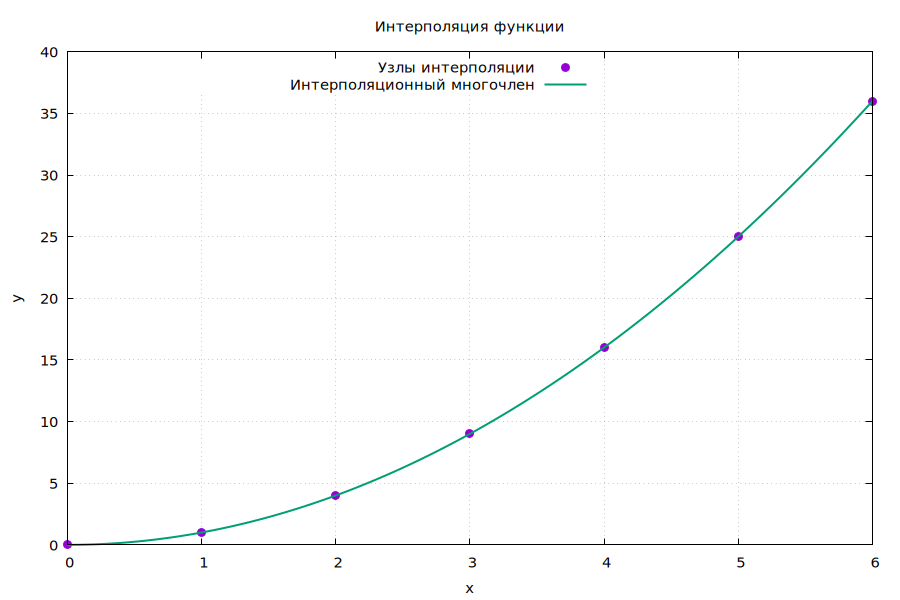 Интерполяция функции
Узлы интерполяции
Интерполяционный многочлен
40
35
30
25
20
15
10
5
0
y
0 1 2 3 4 5 6
x